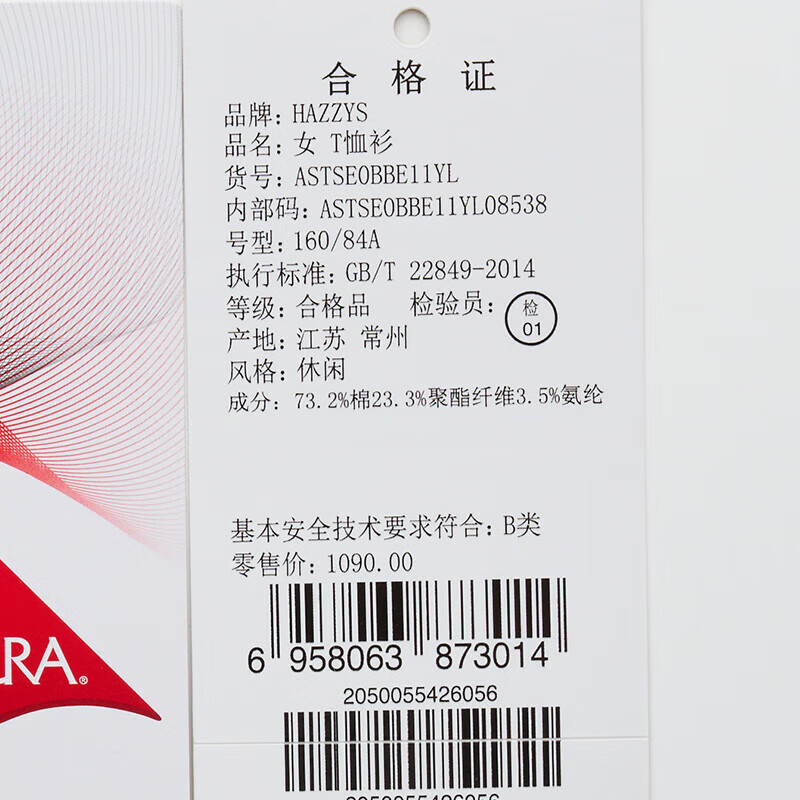 合格证
品牌: HAZZYS
品名: 女 T恤衫
货号: ASTSE0BBE11YL
内部码: ASTSE0BBE11YL08538
号型: 160/84A
执行标准: GB/T 22849-2014
等级: 合格品 检验员: 检 01
产地: 江苏 常州
风格: 休闲
成分: 73.2%棉23.3%聚酯纤维3.5%氨纶
基本安全技术要求符合: B类
零售价: 1090.00
6 958063 873014
2050055426056
RA®
2050055426056